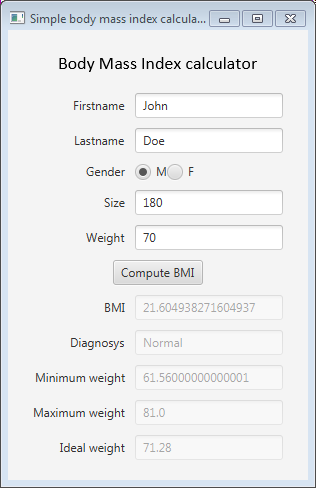 Simple body mass index calcula...
Body Mass Index calculator
Firstname John
Lastname Doe
Gender M F
Size 180
Weight 70
Compute BMI
BMI 21.604938271604937
Diagnosys Normal
Minimum weight 61.56000000000001
Maximum weight 81.0
Ideal weight 71.28